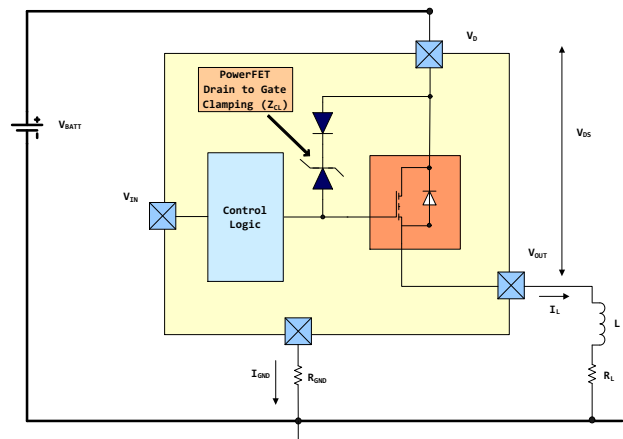 V_D
PowerFET
Drain to Gate
Clamping (Z_CL)
V_BATT
+
V_DS
V_IN
Control
Logic
V_OUT
I_L
L
I_GND
R_GND
R_L